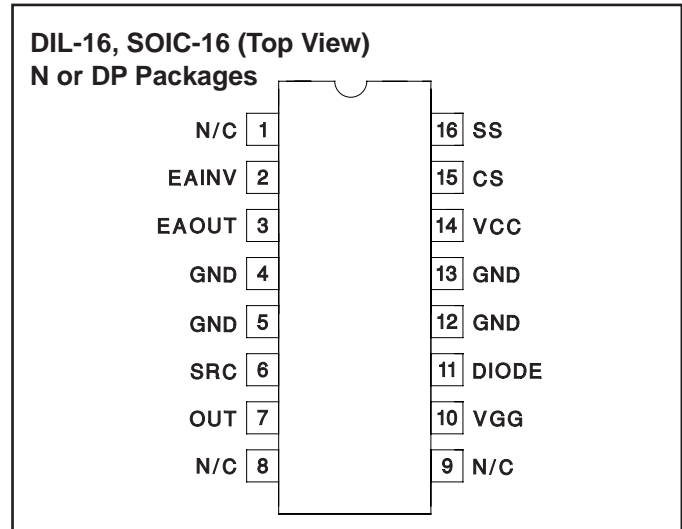 DIL-16, SOIC-16 (Top View)
N or DP Packages
N/C 1 16 SS
EAINV 2 15 CS
EAOUT 3 14 VCC
GND 4 13 GND
GND 5 12 GND
SRC 6 11 DIODE
OUT 7 10 VGG
N/C 8 9 N/C